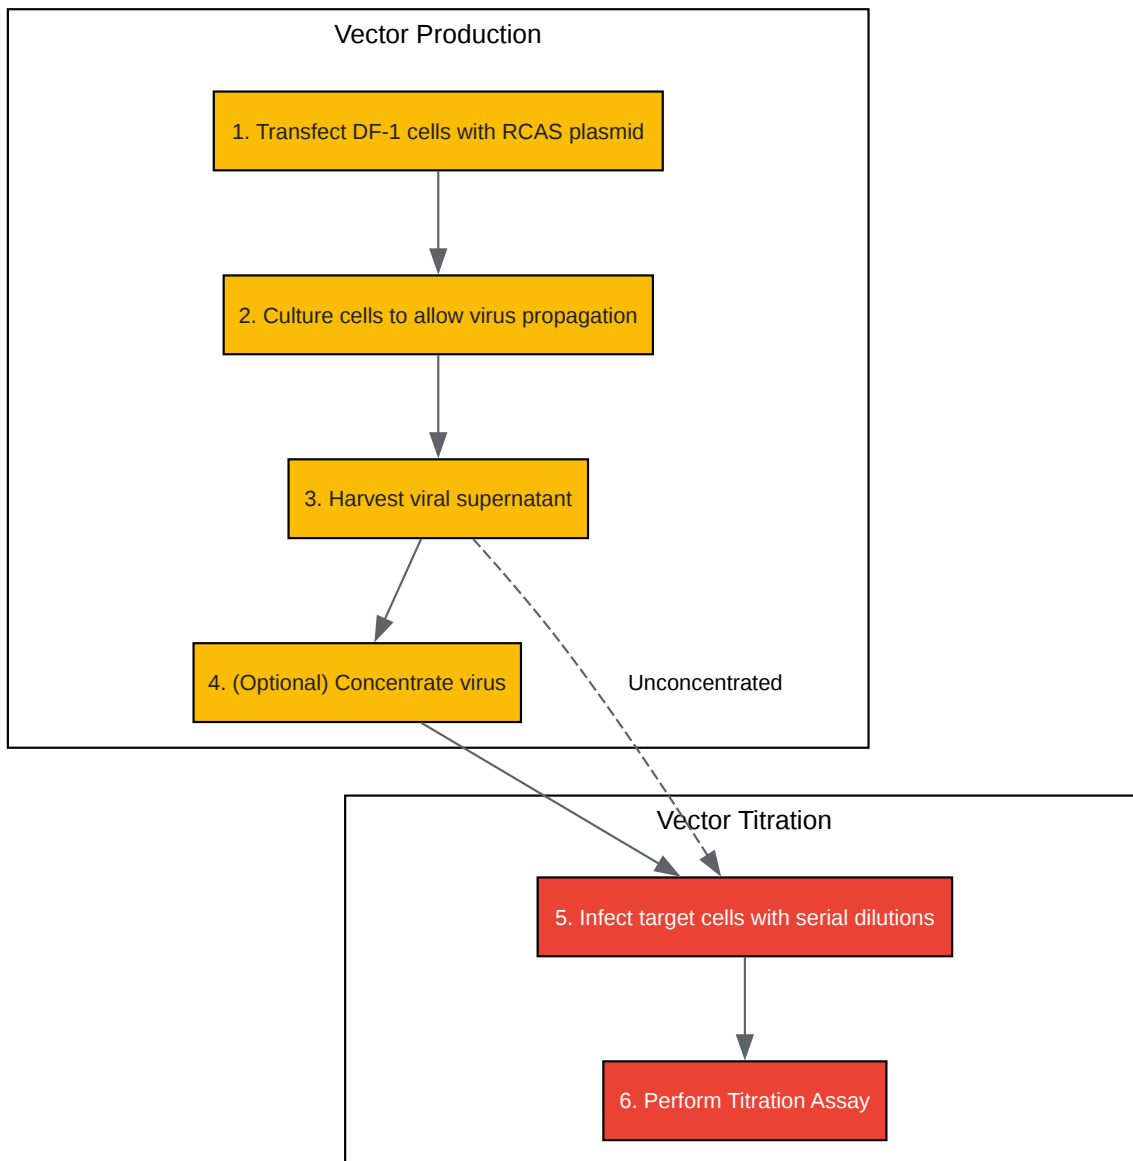 Vector Production
1. Transfect DF-1 cells with RCAS plasmid
2. Culture cells to allow virus propagation
3. Harvest viral supernatant
4. (Optional) Concentrate virus
Unconcentrated
Vector Titration
5. Infect target cells with serial dilutions
6. Perform Titration Assay